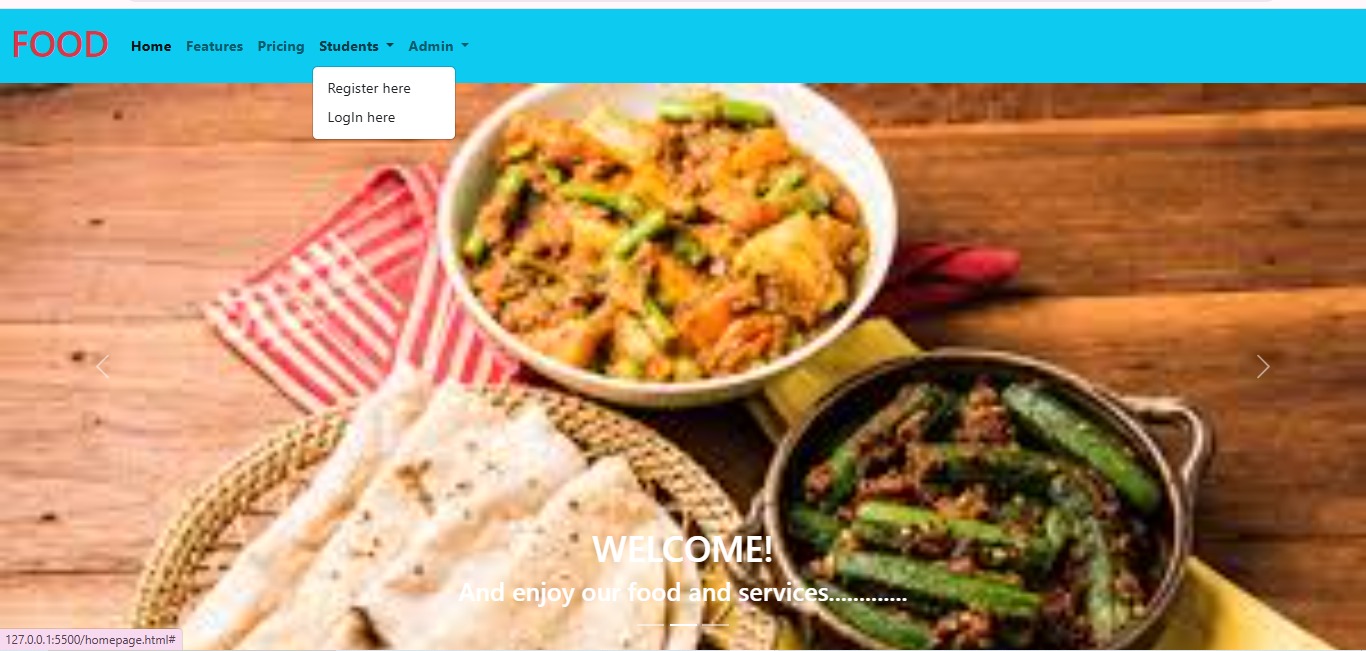 FOOD Home Features Pricing Students Admin
Register here
LogIn here
WELCOME!
And enjoy our food and services.............
127.0.0.1:5500/homepage.html#